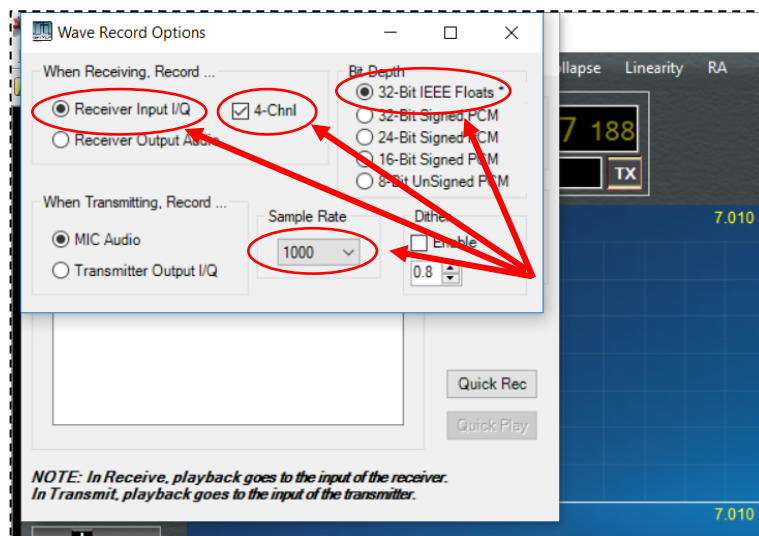 Wave Record Options
When Receiving, Record ...
Receiver Input I/Q
4-Chnl
Receiver Output Audio
Bit Depth
32-Bit IEEE Floats *
32-Bit Signed PCM
24-Bit Signed PCM
16-Bit Signed PCM
8-Bit UnSigned PCM
When Transmitting, Record ...
MIC Audio
Transmitter Output I/Q
Sample Rate
1000
Dither
Enable
0.8
Linearity
RA
7 188
TX
7.010
Quick Rec
Quick Play
NOTE: In Receive, playback goes to the input of the receiver.
In Transmit, playback goes to the input of the transmitter.
7.010